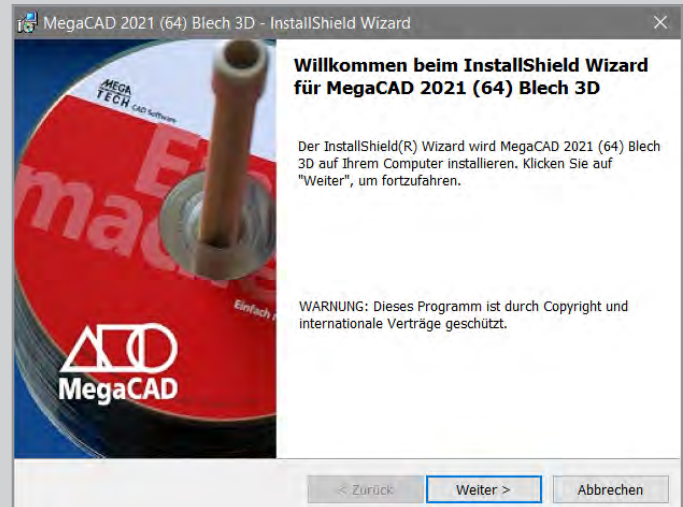 MegaCAD 2021 (64) Blech 3D - InstallShield Wizard
Willkommen beim InstallShield Wizard
für MegaCAD 2021 (64) Blech 3D
Der InstallShield(R) Wizard wird MegaCAD 2021 (64) Blech
3D auf Ihrem Computer installieren. Klicken Sie auf
"Weiter", um fortzufahren.
WARNUNG: Dieses Programm ist durch Copyright und
internationale Verträge geschützt.
MEGA
TECH CAD Software
Einfach
MegaCAD
< Zurück
Weiter >
Abbrechen